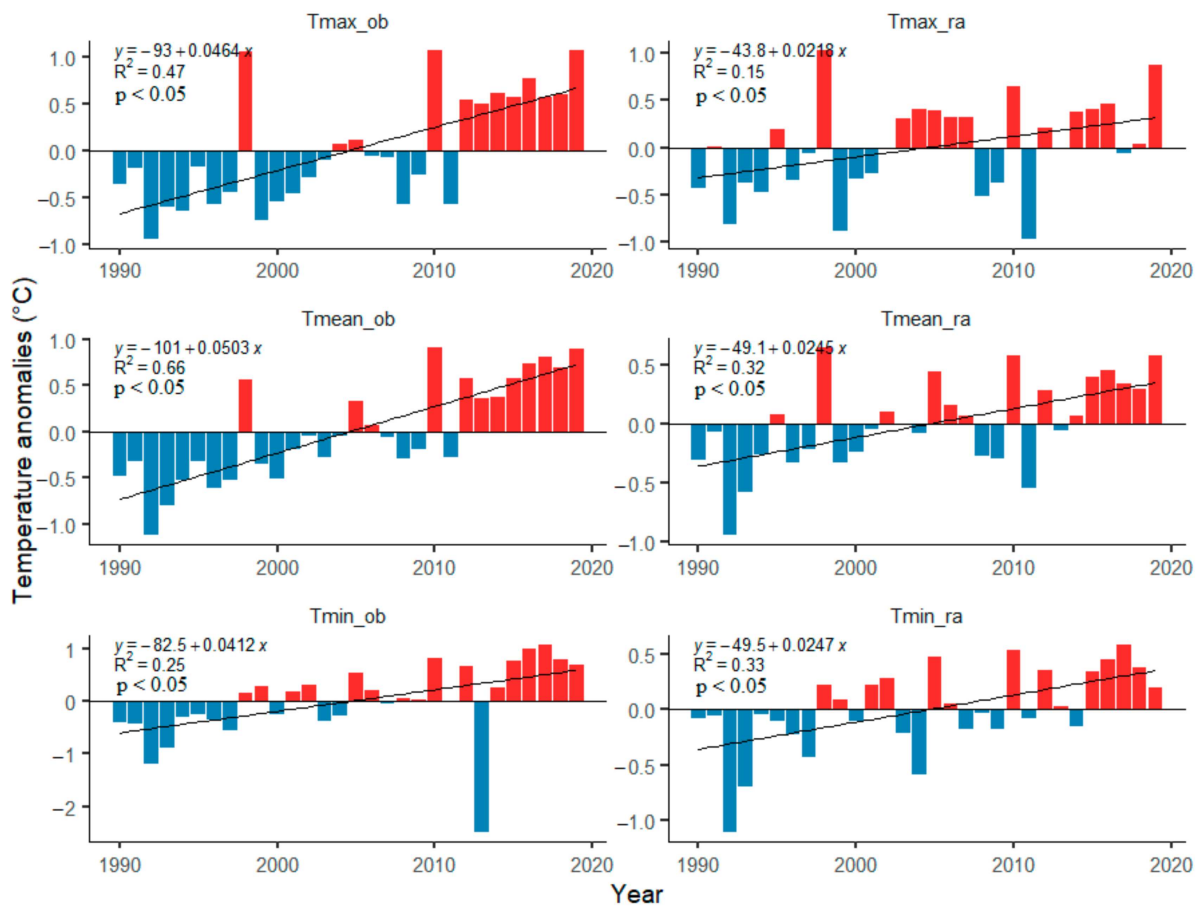 Tmax_ob
y = −93 + 0.0464 x
R² = 0.47
p < 0.05
1.0
0.5
0.0
−0.5
−1.0
1990
2000
2010
2020
Tmax_ra
y = −43.8 + 0.0218 x
R² = 0.15
p < 0.05
1.0
0.5
0.0
−0.5
−1.0
1990
2000
2010
2020
Tmean_ob
y = −101 + 0.0503 x
R² = 0.66
p < 0.05
1.0
0.5
0.0
−0.5
−1.0
1990
2000
2010
2020
Tmean_ra
y = −49.1 + 0.0245 x
R² = 0.32
p < 0.05
0.5
0.0
−0.5
−1.0
1990
2000
2010
2020
Tmin_ob
y = −82.5 + 0.0412 x
R² = 0.25
p < 0.05
1
0
−1
−2
1990
2000
2010
2020
Tmin_ra
y = −49.5 + 0.0247 x
R² = 0.33
p < 0.05
0.5
0.0
−0.5
−1.0
1990
2000
2010
2020
Temperature anomalies (°C)
Year